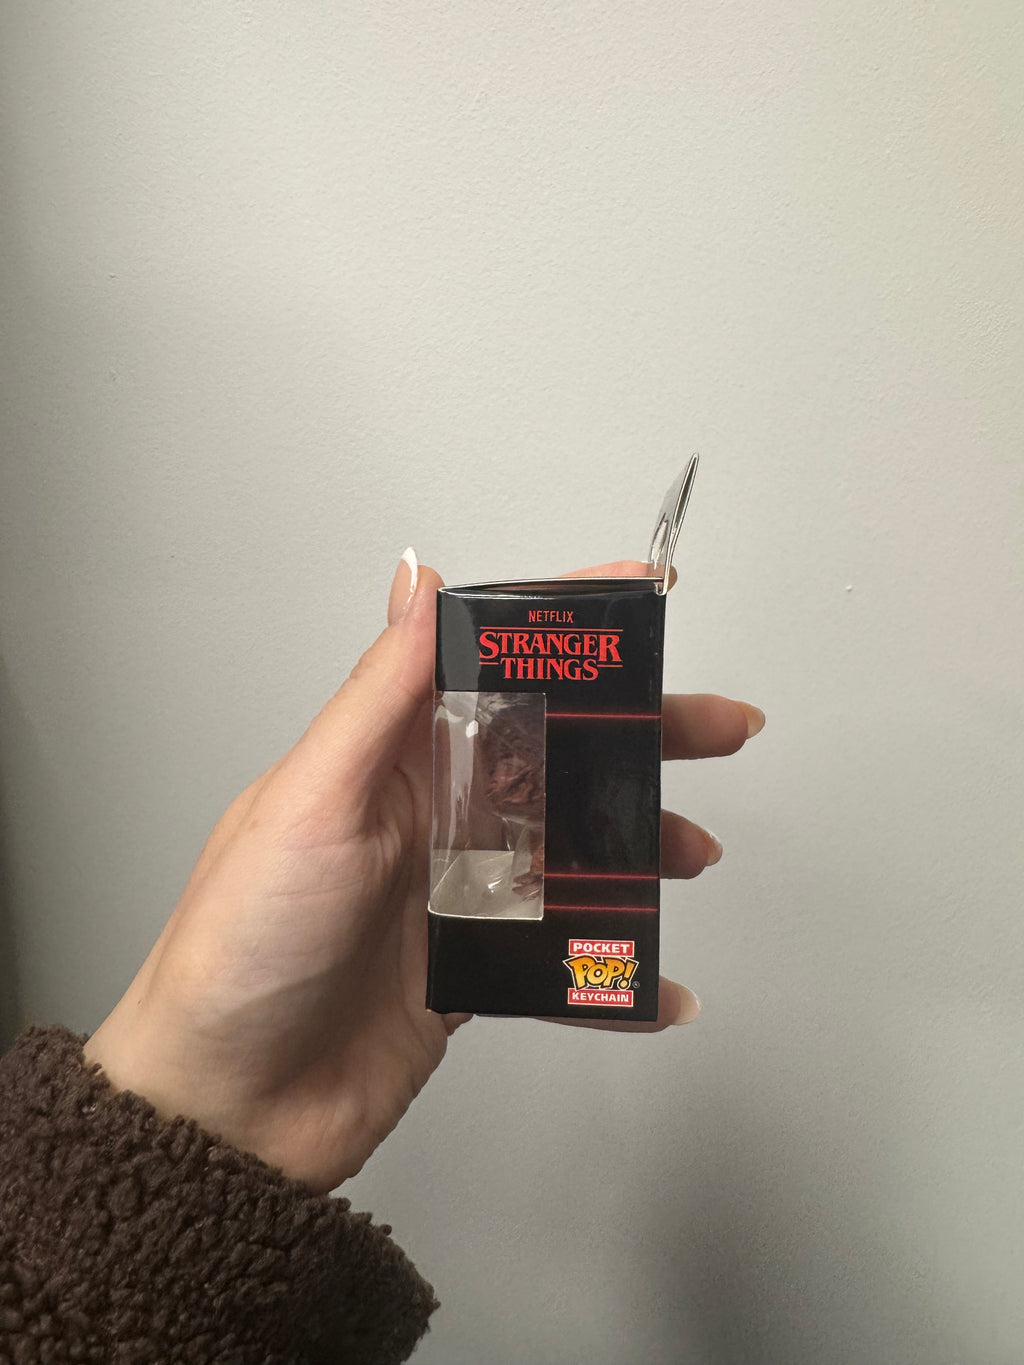 NETFLIX
STRANGER
THINGS
POCKET
POP!
KEYCHAIN